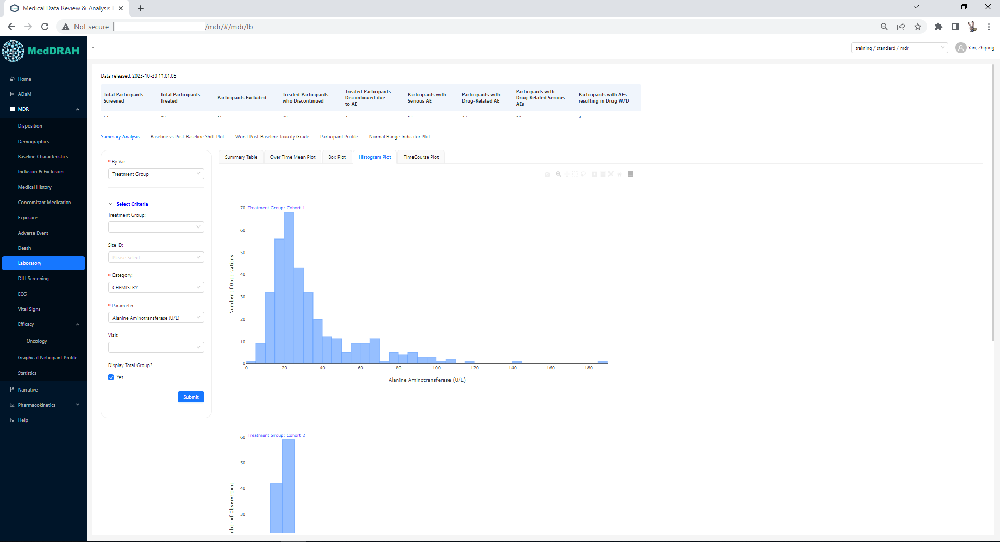 Medical Data Review & Analysis
Not secure
/mdr/#/mdr/lb
MedDRAH
training / standard / mdr
Yan, Zhiping
Home
ADaM
MDR
Disposition
Demographics
Baseline Characteristics
Inclusion & Exclusion
Medical History
Concomitant Medication
Exposure
Adverse Event
Death
Laboratory
DILI Screening
ECG
Vital Signs
Efficacy
Oncology
Graphical Participant Profile
Statistics
Narrative
Pharmacokinetics
Help
Data released: 2023-10-30 11:01:05
Total Participants Screened
Total Participants Treated
Participants Excluded
Treated Participants who Discontinued
Treated Participants Discontinued due to AE
Participants with Serious AE
Participants with Drug-Related AE
Participants with Drug-Related Serious AEs
Participants with AEs resulting in Drug W/D
Summary Analysis
Baseline vs Post-Baseline Shift Plot
Worst Post-Baseline Toxicity Grade
Participant Profile
Normal Range Indicator Plot
* By Var:
Treatment Group
Select Criteria
Treatment Group:
Site ID:
Please Select
* Category:
CHEMISTRY
* Parameter:
Alanine Aminotransferase (U/L)
Visit:
Display Total Group?
Yes
Submit
Summary Table
Over Time Mean Plot
Box Plot
Histogram Plot
TimeCourse Plot
Treatment Group: Cohort 1
70
60
50
40
30
20
10
0
Number of Observations
0 20 40 60 80 100 120 140 160 180
Alanine Aminotransferase (U/L)
Treatment Group: Cohort 2
60
50
40
30
nber of Observations